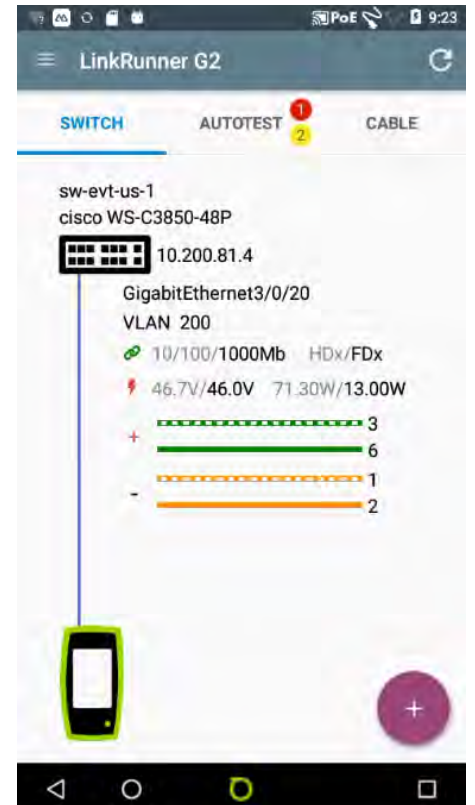 PoE 9:23
LinkRunner G2
SWITCH AUTOTEST 1 2 CABLE
sw-evt-us-1
cisco WS-C3850-48P
10.200.81.4
GigabitEthernet3/0/20
VLAN 200
10/100/1000Mb HDx/FDx
46.7V/46.0V 71.30W/13.00W
+ 3
6
- 1
2
+